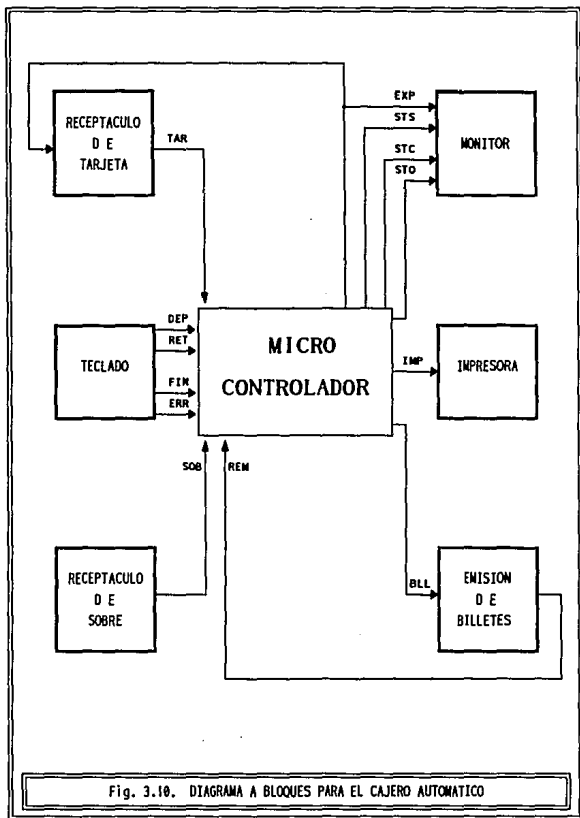 RECEPTACULO
D E
TARJETA
TAR
EXP
STS
STC
STO
MONITOR
TECLADO
DEP
RET
FIN
ERR
MICRO
CONTROLADOR
IMP
IMPRESORA
SOB
REM
RECEPTACULO
D E
SOBRE
BLL
EMISION
D E
BILLETES
Fig. 3.10. DIAGRAMA A BLOQUES PARA EL CAJERO AUTOMATICO